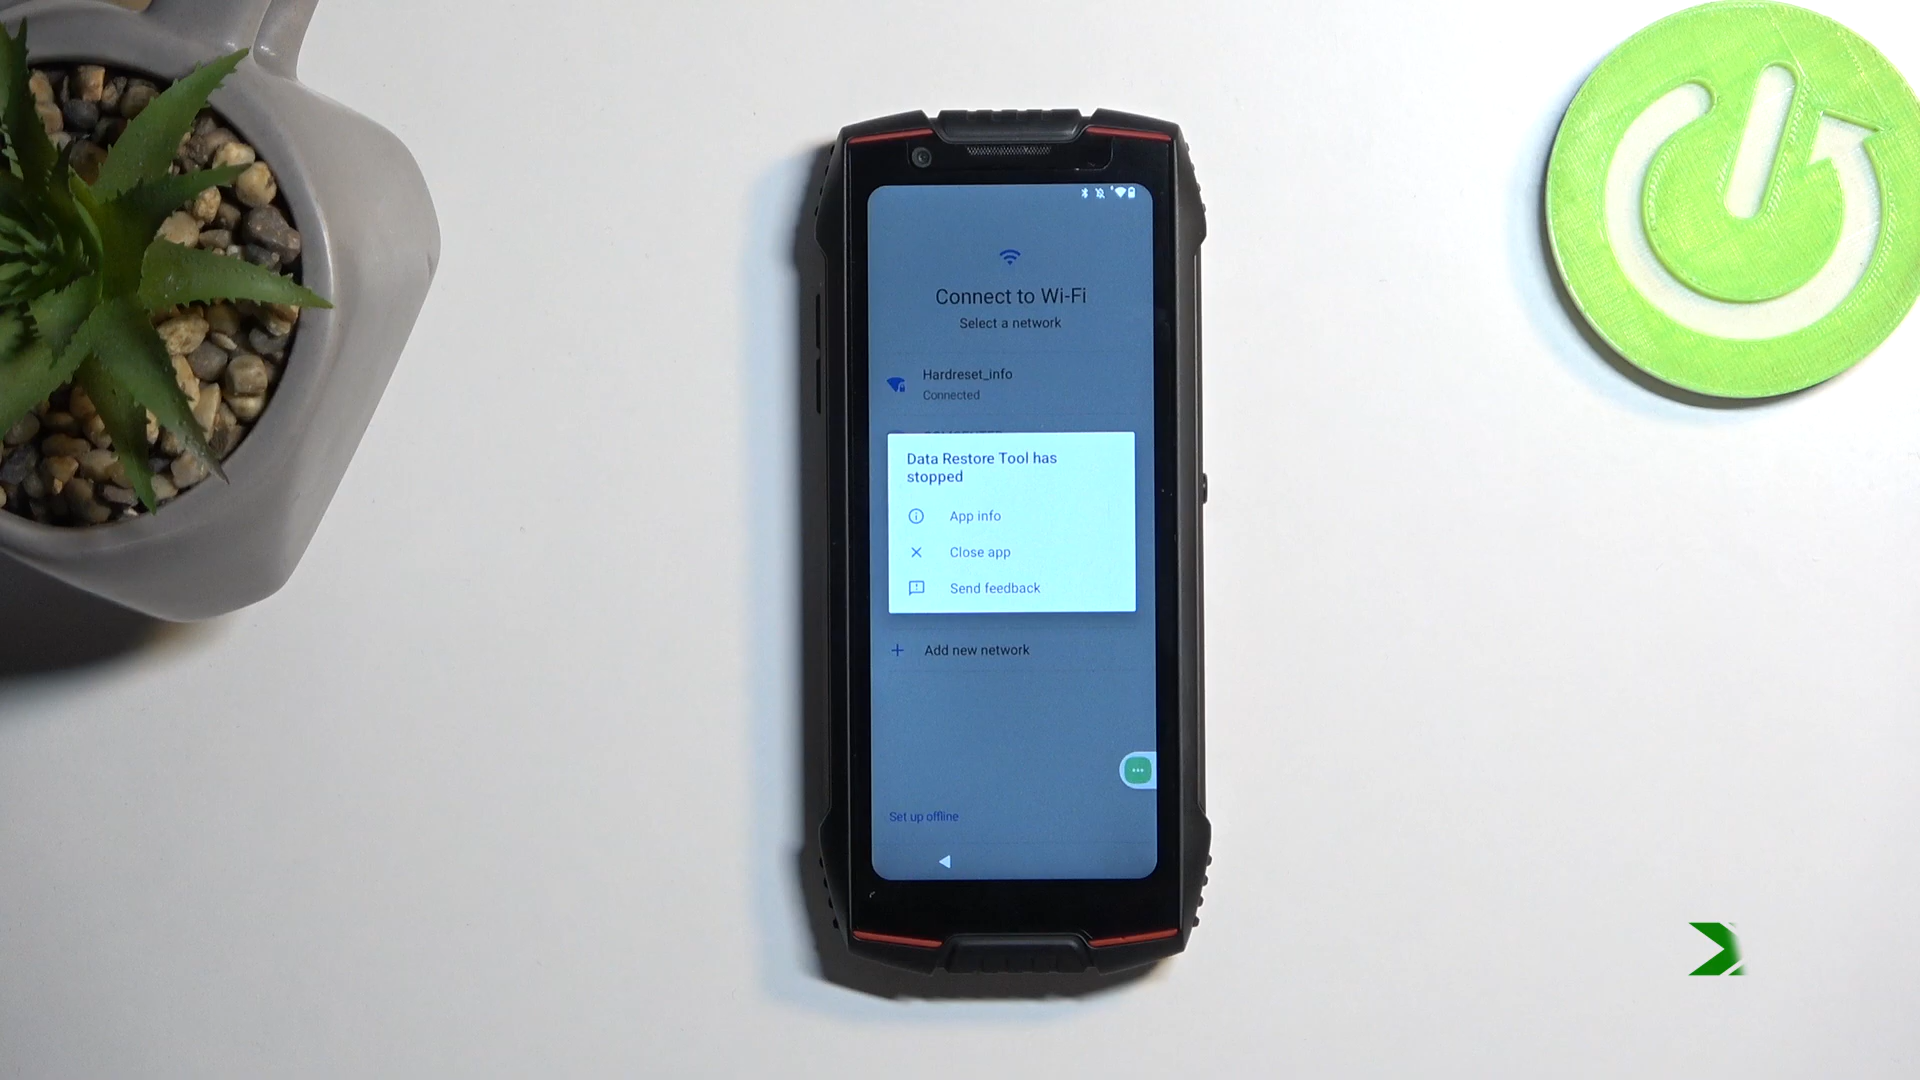 Connect to Wi-Fi
Select a network
Hardreset_info
Connected
Data Restore Tool has
stopped
App info
Close app
Send feedback
Add new network
Set up offline